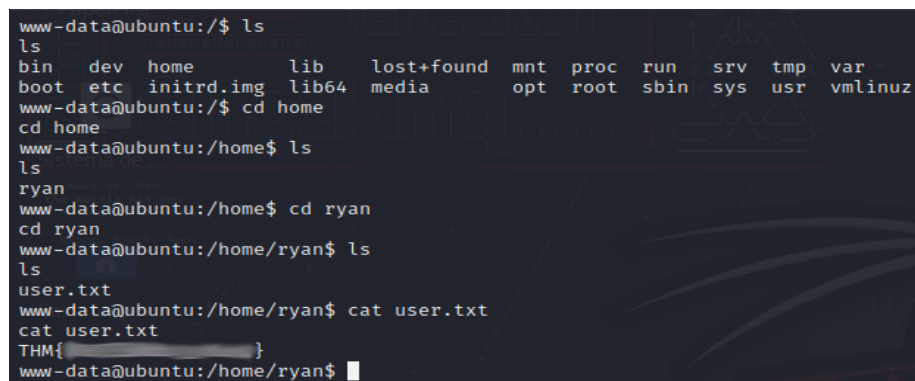 www-data@ubuntu:/$ ls
ls
bin dev home lib lost+found mnt proc run srv tmp var
boot etc initrd.img lib64 media opt root sbin sys usr vmlinuz
www-data@ubuntu:/$ cd home
cd home
www-data@ubuntu:/home$ ls
ls
ryan
www-data@ubuntu:/home$ cd ryan
cd ryan
www-data@ubuntu:/home/ryan$ ls
ls
user.txt
www-data@ubuntu:/home/ryan$ cat user.txt
cat user.txt
THM{ }
www-data@ubuntu:/home/ryan$